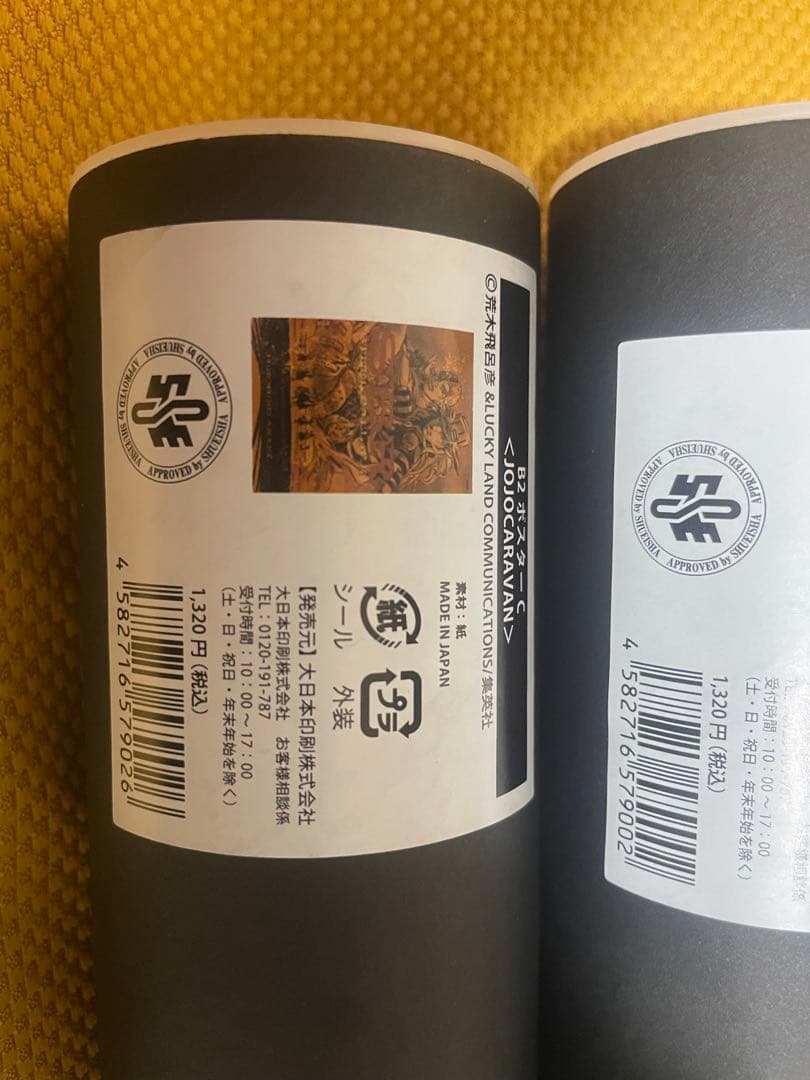 B2 ポスター C
＜JOJOCARAVAN＞
©荒木飛呂彦 &LUCKY LAND COMMUNICATIONS/集英社
素材：紙
MADE IN JAPAN
紙 プラ
シール 外装
【発売元】大日本印刷株式会社
大日本印刷株式会社 お客様相談係
TEL：0120-191-787
受付時間：10：00～17：00
（土・日・祝日・年末年始を除く）
1,320円（税込）
4 582716 579026
APPROVED by SHUEISHA APPROVED by SHUEISHA
受付時間：10：00～17：00
（土・日・祝日・年末年始を除く）
1,320円（税込）
4 582716 579002
APPROVED by SHUEISHA APPROVED by SHUEISHA